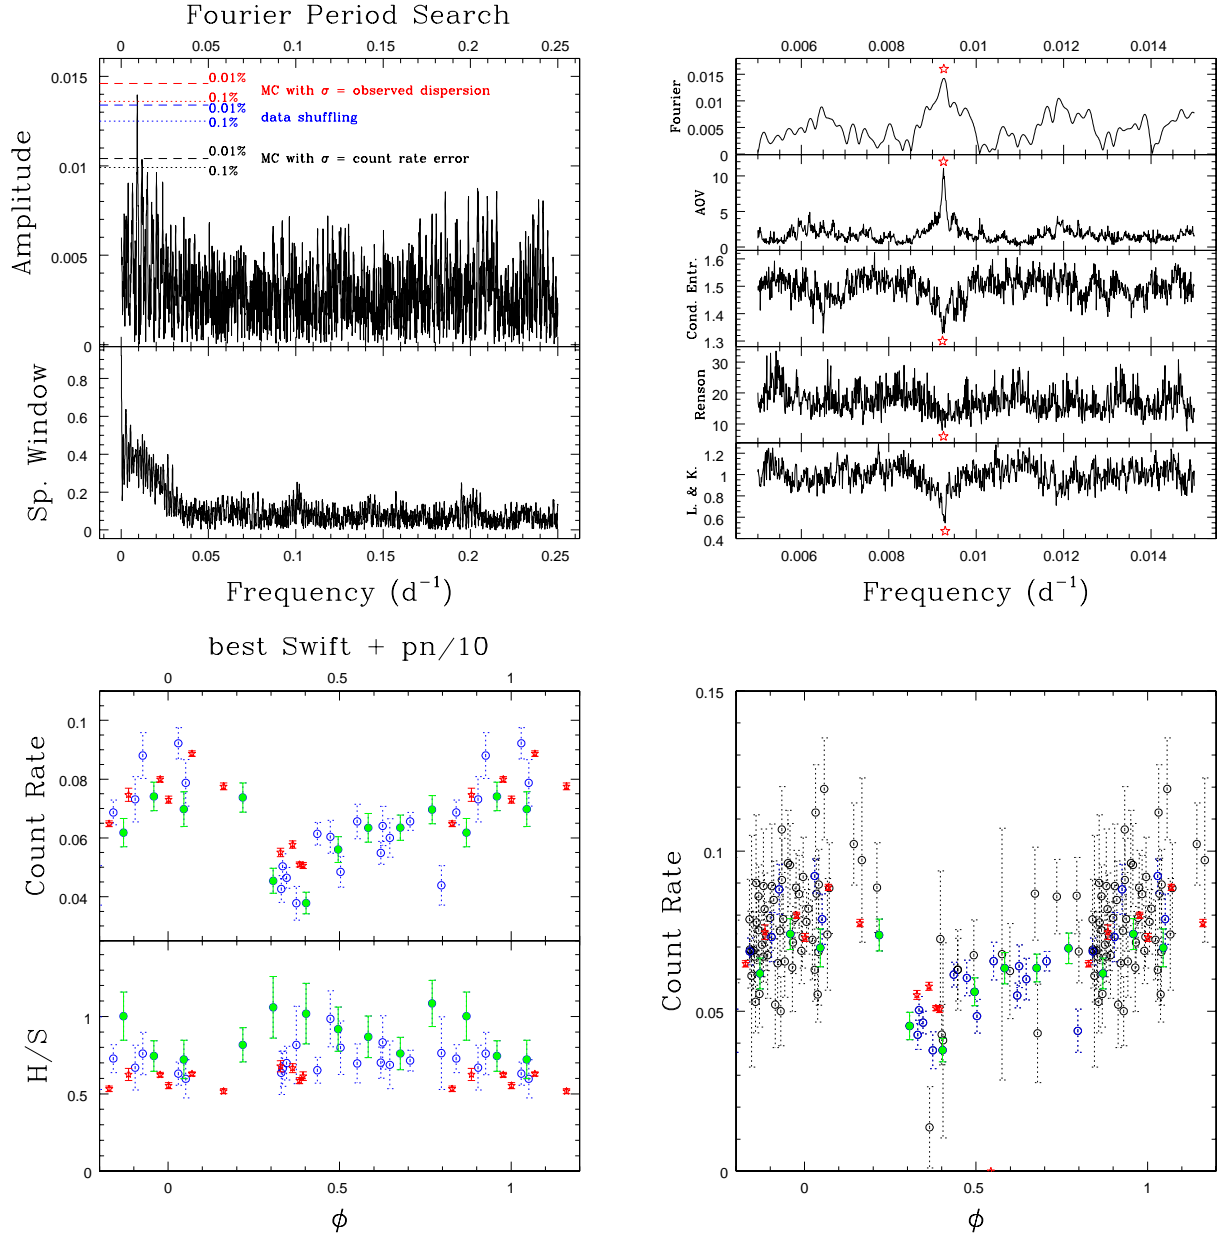 Fourier Period Search
0 0.05 0.1 0.15 0.2 0.25
0.015
0.01
0.005
0
Amplitude
0.01%
0.1%
MC with σ = observed dispersion
0.01%
0.1%
data shuffling
0.01%
0.1%
MC with σ = count rate error
0.8
0.6
0.4
0.2
0
Sp. Window
0 0.05 0.1 0.15 0.2 0.25
Frequency (d⁻¹)
0.006 0.008 0.01 0.012 0.014
0.015
0.01
0.005
0
Fourier
10
5
0
AOV
1.6
1.5
1.4
1.3
Cond. Entr.
30
20
10
Renson
1.2
1
0.8
0.6
0.4
L. & K.
0.006 0.008 0.01 0.012 0.014
Frequency (d⁻¹)
best Swift + pn/10
0 0.5 1
0.1
0.08
0.06
0.04
Count Rate
1
0.5
0
H/S
0 0.5 1
ϕ
0.15
0.1
0.05
0
Count Rate
0 0.5 1
ϕ